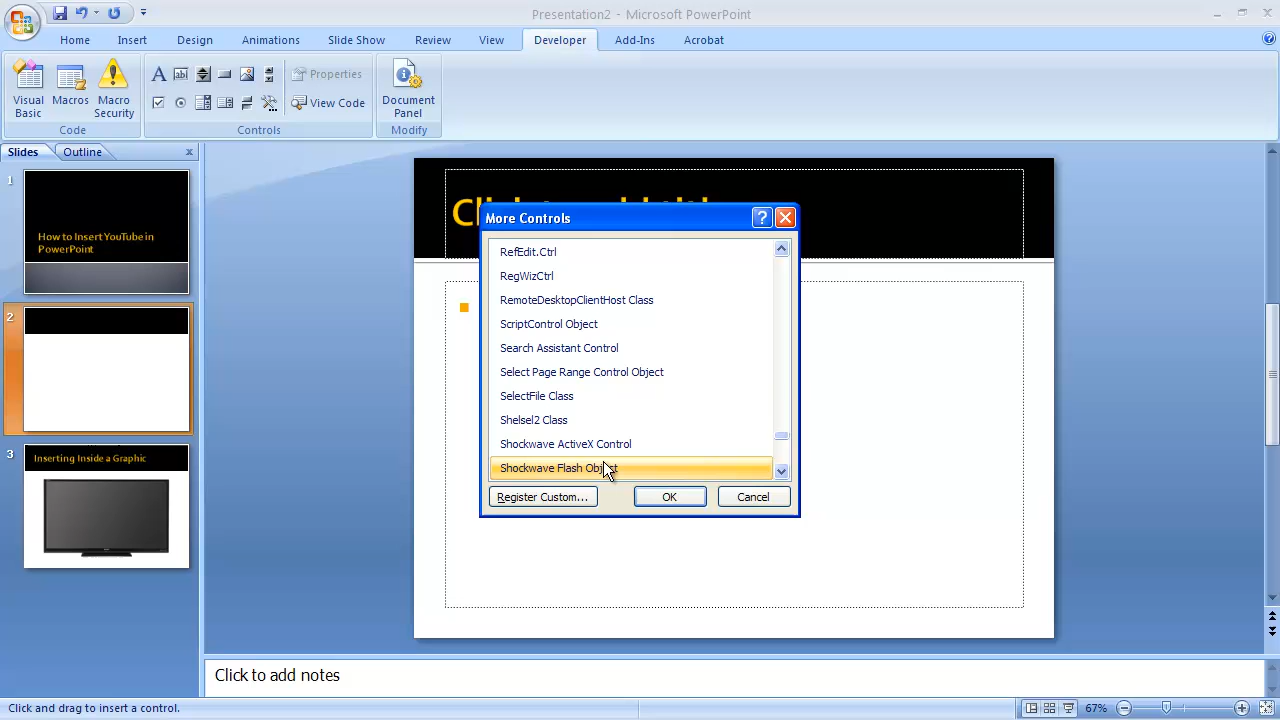 Presentation2 - Microsoft PowerPoint
Home Insert Design Animations Slide Show Review View Developer Add-Ins Acrobat
Visual Basic
Macros
Macro Security
Code
Properties
View Code
Controls
Document Panel
Modify
Slides Outline
1
How to Insert YouTube in
PowerPoint
2
3
Inserting Inside a Graphic
More Controls
RefEdit.Ctrl
RegWizCtrl
RemoteDesktopClientHost Class
ScriptControl Object
Search Assistant Control
Select Page Range Control Object
SelectFile Class
Shelsel2 Class
Shockwave ActiveX Control
Shockwave Flash Object
Register Custom...
OK
Cancel
Click to add notes
Click and drag to insert a control.
67%